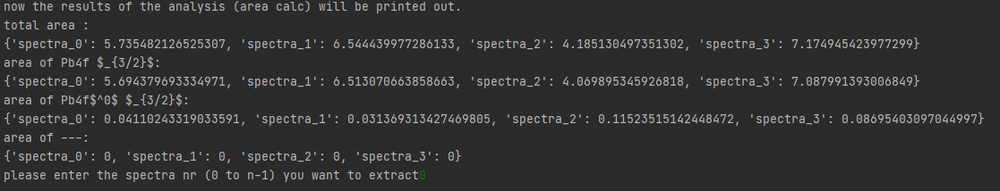 now the results of the analysis (area calc) will be printed out.
total area :
{'spectra_0': 5.735482126525307, 'spectra_1': 6.544439977286133, 'spectra_2': 4.185130497351302, 'spectra_3': 7.174945423977299}
area of Pb4f $_{3/2}$:
{'spectra_0': 5.694379693334971, 'spectra_1': 6.513070663858663, 'spectra_2': 4.069895345926818, 'spectra_3': 7.087991393006849}
area of Pb4f$^0$ $_{3/2}$:
{'spectra_0': 0.04110243319033591, 'spectra_1': 0.031369313427469805, 'spectra_2': 0.11523515142448472, 'spectra_3': 0.08695403097044997}
area of ---:
{'spectra_0': 0, 'spectra_1': 0, 'spectra_2': 0, 'spectra_3': 0}
please enter the spectra nr (0 to n-1) you want to extract0